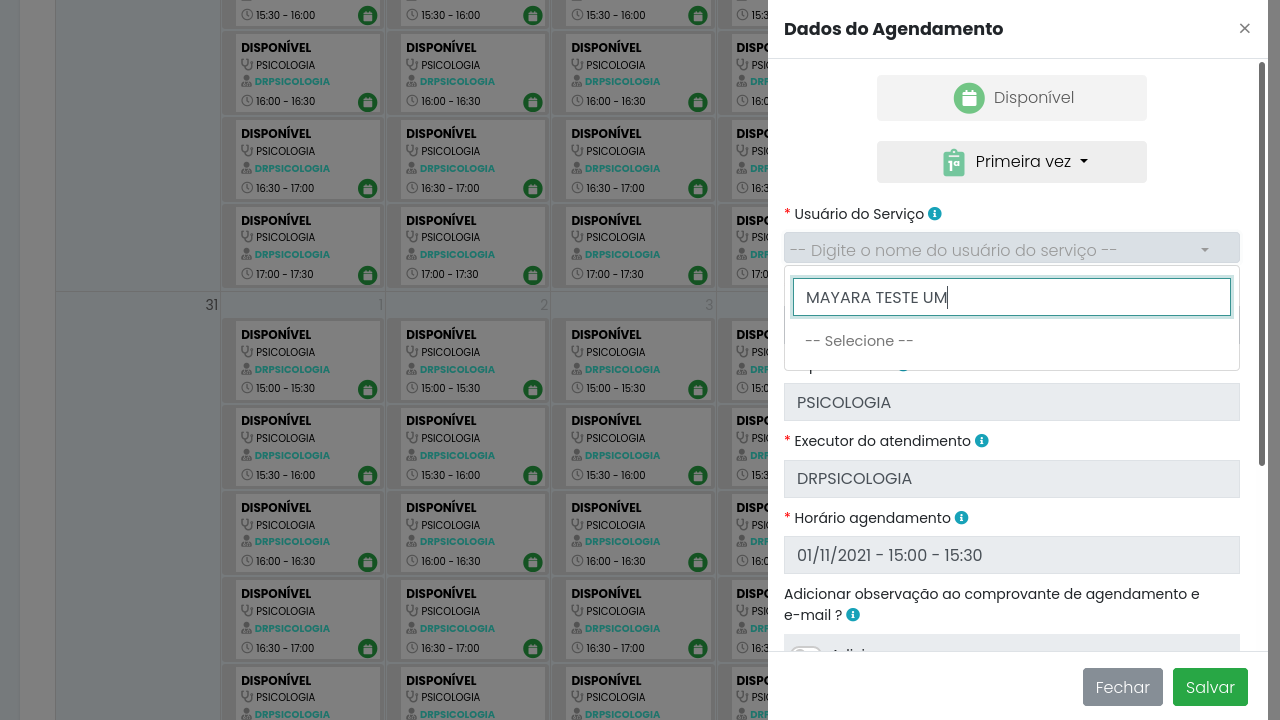 15:30 - 16:00
15:30 - 16:00
15:30 - 16:00
DISPONÍVEL
PSICOLOGIA
DRPSICOLOGIA
16:00 - 16:30
DISPONÍVEL
PSICOLOGIA
DRPSICOLOGIA
16:00 - 16:30
DISPONÍVEL
PSICOLOGIA
DRPSICOLOGIA
16:00 - 16:30
DISPONÍVEL
PSICOLOGIA
DRPSICOLOGIA
16:30 - 17:00
DISPONÍVEL
PSICOLOGIA
DRPSICOLOGIA
16:30 - 17:00
DISPONÍVEL
PSICOLOGIA
DRPSICOLOGIA
16:30 - 17:00
DISPONÍVEL
PSICOLOGIA
DRPSICOLOGIA
17:00 - 17:30
DISPONÍVEL
PSICOLOGIA
DRPSICOLOGIA
17:00 - 17:30
DISPONÍVEL
PSICOLOGIA
DRPSICOLOGIA
17:00 - 17:30
31
1
2
3
DISPONÍVEL
PSICOLOGIA
DRPSICOLOGIA
15:00 - 15:30
DISPONÍVEL
PSICOLOGIA
DRPSICOLOGIA
15:00 - 15:30
DISPONÍVEL
PSICOLOGIA
DRPSICOLOGIA
15:00 - 15:30
DISPONÍVEL
PSICOLOGIA
DRPSICOLOGIA
15:30 - 16:00
DISPONÍVEL
PSICOLOGIA
DRPSICOLOGIA
15:30 - 16:00
DISPONÍVEL
PSICOLOGIA
DRPSICOLOGIA
15:30 - 16:00
DISPONÍVEL
PSICOLOGIA
DRPSICOLOGIA
16:00 - 16:30
DISPONÍVEL
PSICOLOGIA
DRPSICOLOGIA
16:00 - 16:30
DISPONÍVEL
PSICOLOGIA
DRPSICOLOGIA
16:00 - 16:30
DISPONÍVEL
PSICOLOGIA
DRPSICOLOGIA
16:30 - 17:00
DISPONÍVEL
PSICOLOGIA
DRPSICOLOGIA
16:30 - 17:00
DISPONÍVEL
PSICOLOGIA
DRPSICOLOGIA
16:30 - 17:00
DISPONÍVEL
PSICOLOGIA
DRPSICOLOGIA
DISPONÍVEL
PSICOLOGIA
DRPSICOLOGIA
DISPONÍVEL
PSICOLOGIA
DRPSICOLOGIA
Dados do Agendamento
×
Disponível
1ª Primeira vez
* Usuário do Serviço
-- Digite o nome do usuário do serviço --
MAYARA TESTE UM
-- Selecione --
PSICOLOGIA
* Executor do atendimento
DRPSICOLOGIA
* Horário agendamento
01/11/2021 - 15:00 - 15:30
Adicionar observação ao comprovante de agendamento e
e-mail ?
Fechar
Salvar